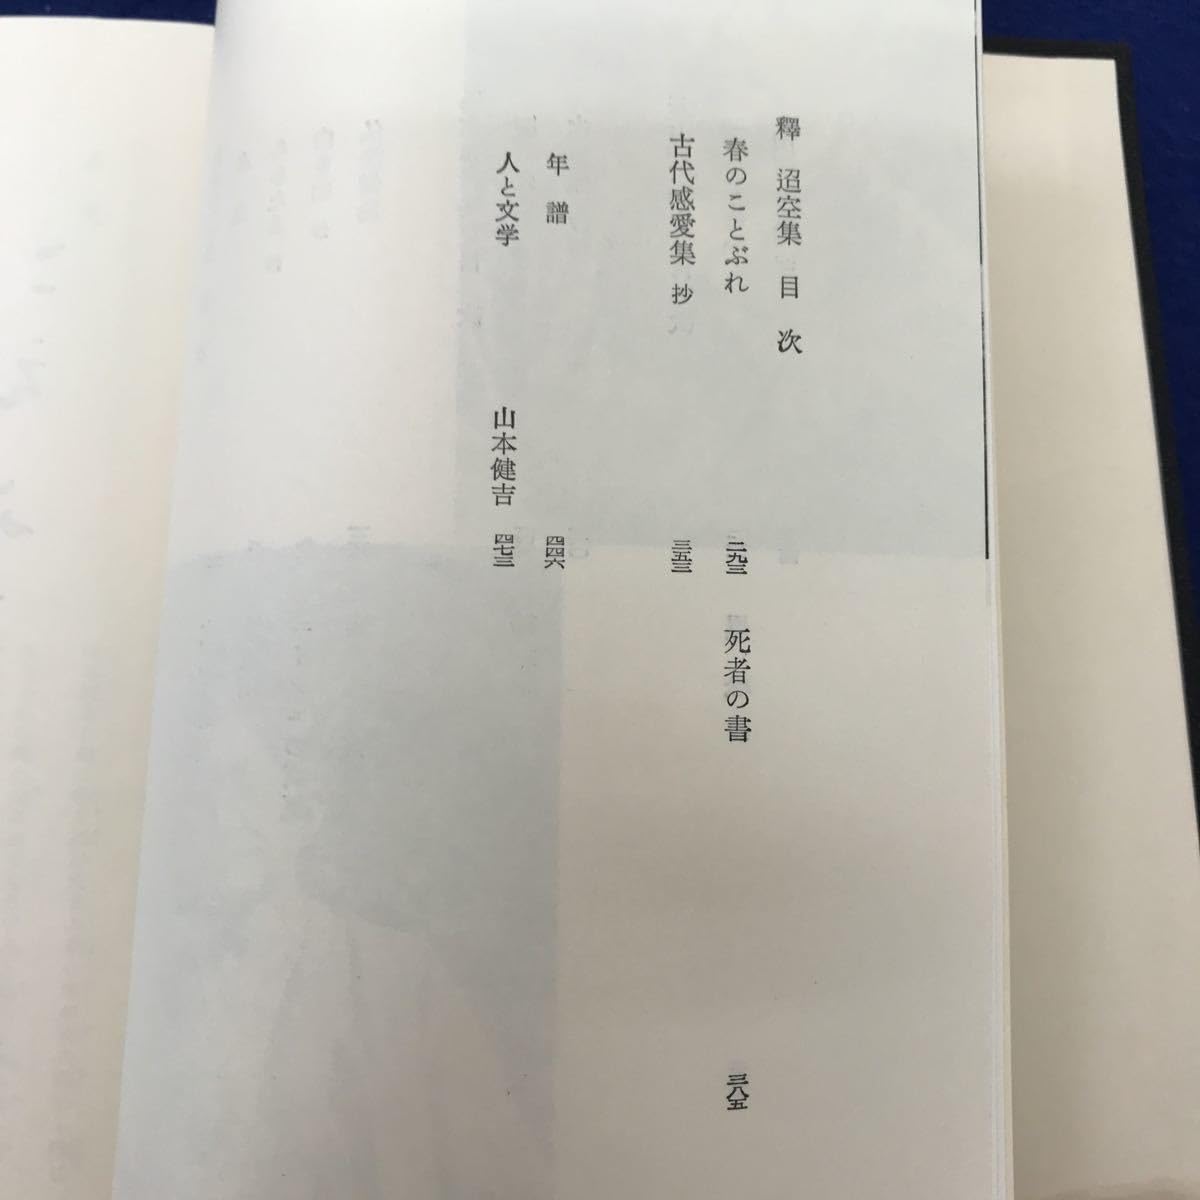 釋 迢空集 目次
春のことぶれ 二九三
死者の書 三八五
古代感愛集 抄 三五三
年譜 四四六
人と文学 山本健吉 四七三